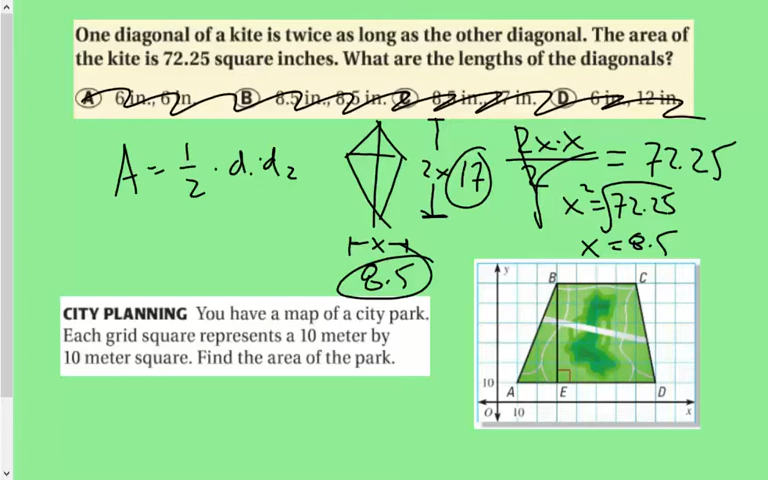 One diagonal of a kite is twice as long as the other diagonal. The area of
the kite is 72.25 square inches. What are the lengths of the diagonals?
A 6 in., 6 in. B 8.5 in., 8.5 in. C 8.5 in., 17 in. D 6 in., 12 in.
A = 1/2 · d1 · d2
2x
17
2x·x/2 = 72.25
x² = √72.25
x = 8.5
x
8.5
CITY PLANNING You have a map of a city park.
Each grid square represents a 10 meter by
10 meter square. Find the area of the park.
y
B C
10
A E D
O 10 x